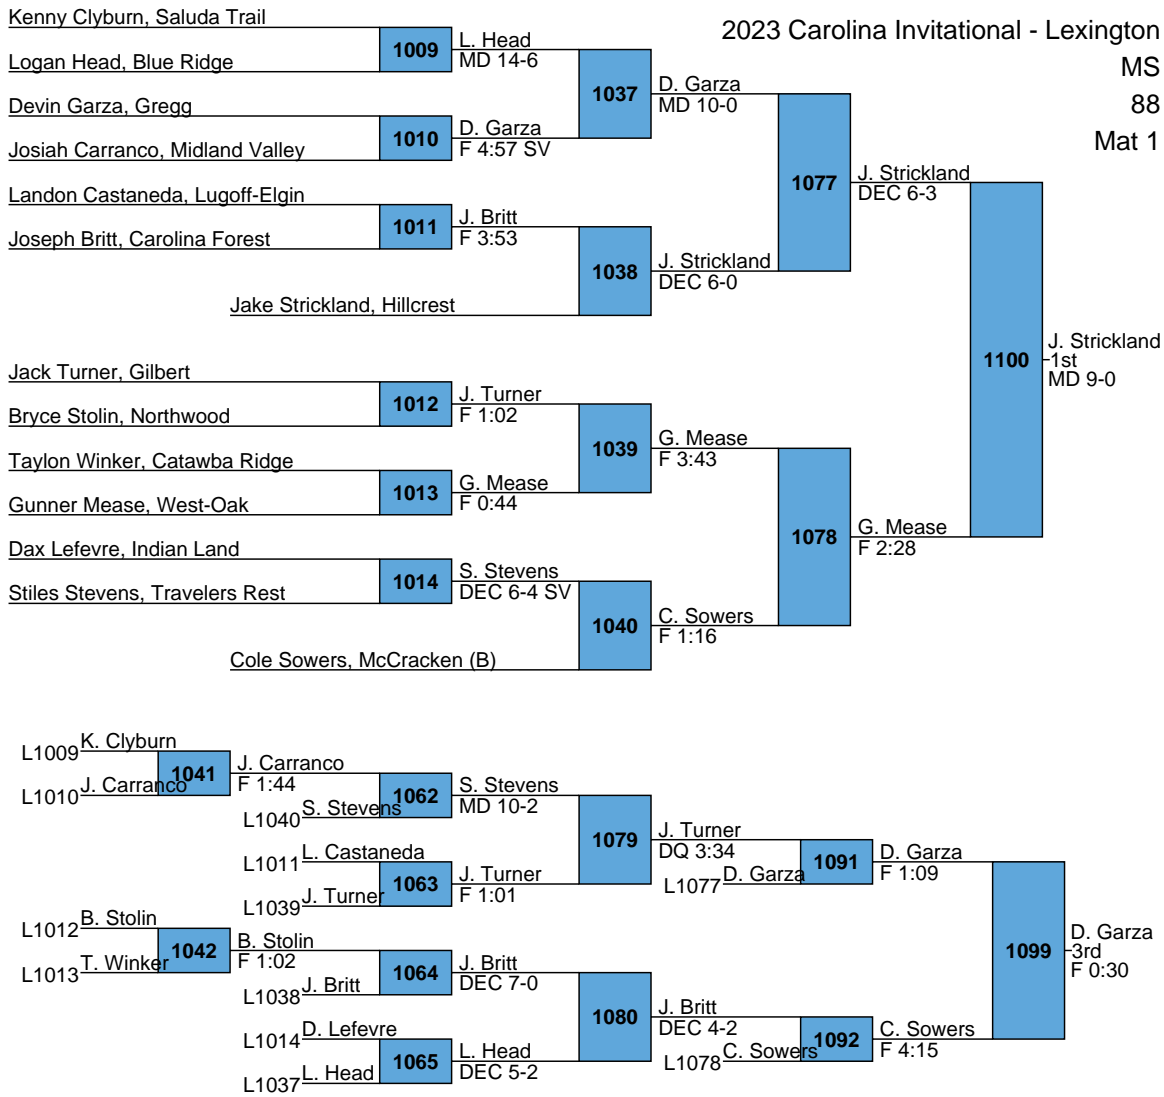 2023 Carolina Invitational - Lexington
MS
88
Mat 1
Kenny Clyburn, Saluda Trail
1009
Logan Head, Blue Ridge
L. Head
MD 14-6
Devin Garza, Gregg
1010
Josiah Carranco, Midland Valley
D. Garza
F 4:57 SV
1037
D. Garza
MD 10-0
Landon Castaneda, Lugoff-Elgin
1011
Joseph Britt, Carolina Forest
J. Britt
F 3:53
Jake Strickland, Hillcrest
1038
J. Strickland
DEC 6-0
1077
J. Strickland
DEC 6-3
Jack Turner, Gilbert
1012
Bryce Stolin, Northwood
J. Turner
F 1:02
Taylon Winker, Catawba Ridge
1013
Gunner Mease, West-Oak
G. Mease
F 0:44
1039
G. Mease
F 3:43
Dax Lefevre, Indian Land
1014
Stiles Stevens, Travelers Rest
S. Stevens
DEC 6-4 SV
Cole Sowers, McCracken (B)
1040
C. Sowers
F 1:16
1078
G. Mease
F 2:28
1100
J. Strickland
1st
MD 9-0
L1009 K. Clyburn
1041
L1010 J. Carranco
J. Carranco
F 1:44
1062
L1040 S. Stevens
S. Stevens
MD 10-2
L1011 L. Castaneda
1063
L1039 J. Turner
J. Turner
F 1:01
1079
J. Turner
DQ 3:34
1091
L1077 D. Garza
D. Garza
F 1:09
L1012 B. Stolin
1042
L1013 T. Winker
B. Stolin
F 1:02
1064
L1038 J. Britt
J. Britt
DEC 7-0
L1014 D. Lefevre
1065
L1037 L. Head
L. Head
DEC 5-2
1080
J. Britt
DEC 4-2
1092
L1078 C. Sowers
C. Sowers
F 4:15
1099
D. Garza
3rd
F 0:30